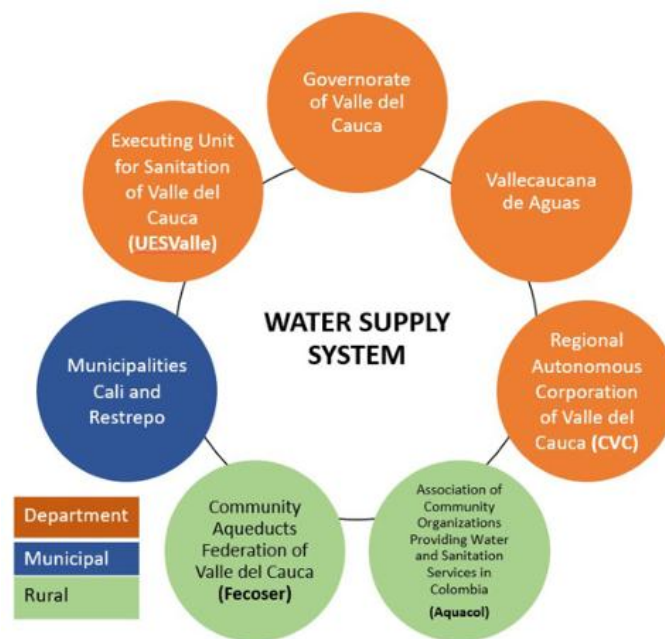 Governorate
of Valle del
Cauca
Executing Unit
for Sanitation
of Valle del
Cauca
(UESValle)
Vallecaucana
de Aguas
WATER SUPPLY
SYSTEM
Municipalities
Cali and
Restrepo
Regional
Autonomous
Corporation
of Valle del
Cauca (CVC)
Community
Aqueducts
Federation of
Valle del Cauca
(Fecoser)
Association of
Community
Organizations
Providing Water
and Sanitation
Services in
Colombia
(Aquacol)
Department
Municipal
Rural